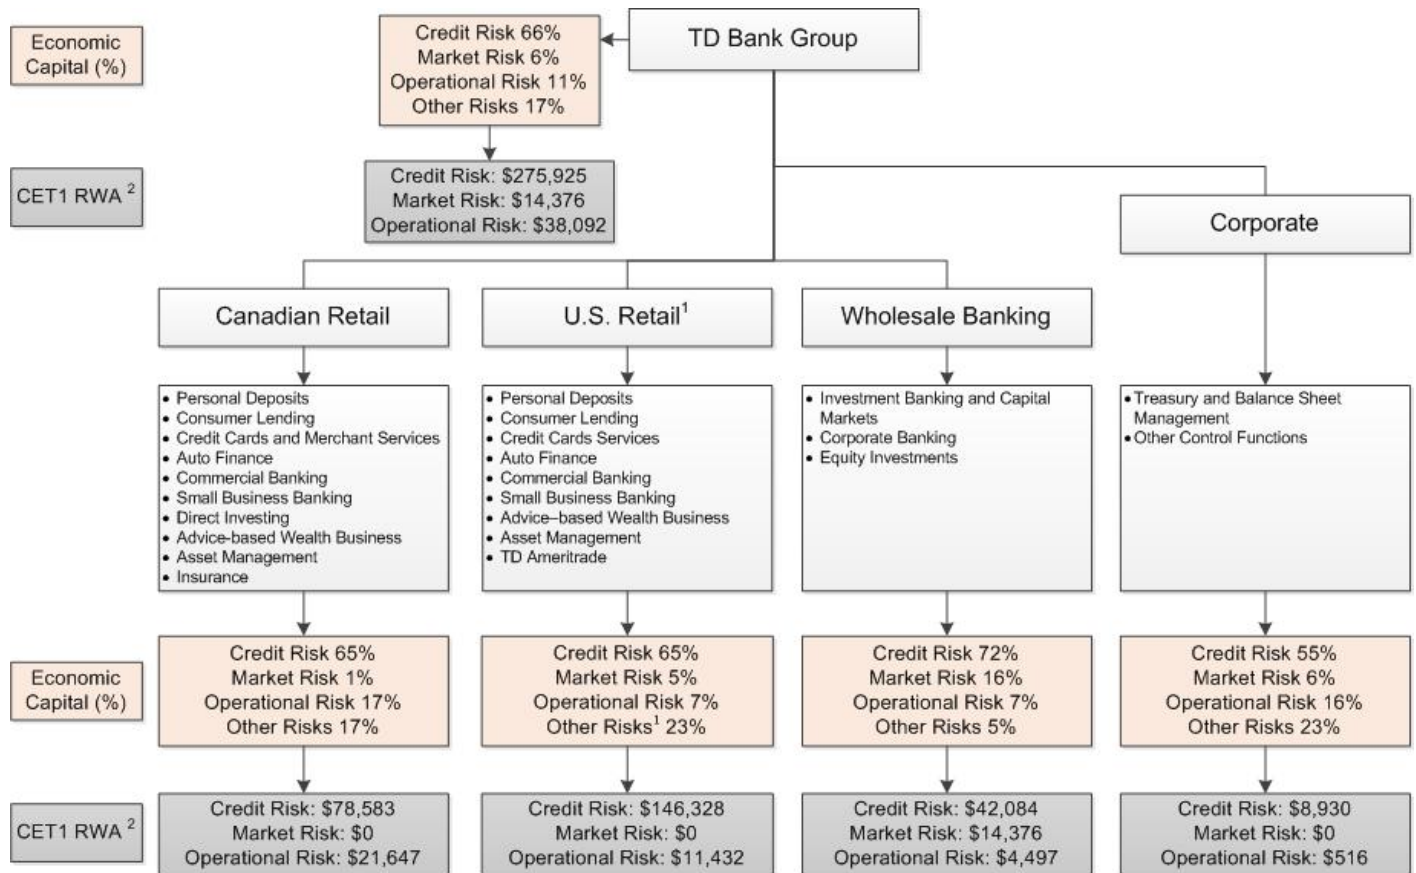 Economic
Capital (%)
Credit Risk 66%
Market Risk 6%
Operational Risk 11%
Other Risks 17%
TD Bank Group
CET1 RWA 2
Credit Risk: $275,925
Market Risk: $14,376
Operational Risk: $38,092
Corporate
Canadian Retail
U.S. Retail1
Wholesale Banking
• Personal Deposits
• Consumer Lending
• Credit Cards and Merchant Services
• Auto Finance
• Commercial Banking
• Small Business Banking
• Direct Investing
• Advice-based Wealth Business
• Asset Management
• Insurance
• Personal Deposits
• Consumer Lending
• Credit Cards Services
• Auto Finance
• Commercial Banking
• Small Business Banking
• Advice–based Wealth Business
• Asset Management
• TD Ameritrade
• Investment Banking and Capital
Markets
• Corporate Banking
• Equity Investments
• Treasury and Balance Sheet
Management
• Other Control Functions
Economic
Capital (%)
Credit Risk 65%
Market Risk 1%
Operational Risk 17%
Other Risks 17%
Credit Risk 65%
Market Risk 5%
Operational Risk 7%
Other Risks1 23%
Credit Risk 72%
Market Risk 16%
Operational Risk 7%
Other Risks 5%
Credit Risk 55%
Market Risk 6%
Operational Risk 16%
Other Risks 23%
CET1 RWA 2
Credit Risk: $78,583
Market Risk: $0
Operational Risk: $21,647
Credit Risk: $146,328
Market Risk: $0
Operational Risk: $11,432
Credit Risk: $42,084
Market Risk: $14,376
Operational Risk: $4,497
Credit Risk: $8,930
Market Risk: $0
Operational Risk: $516